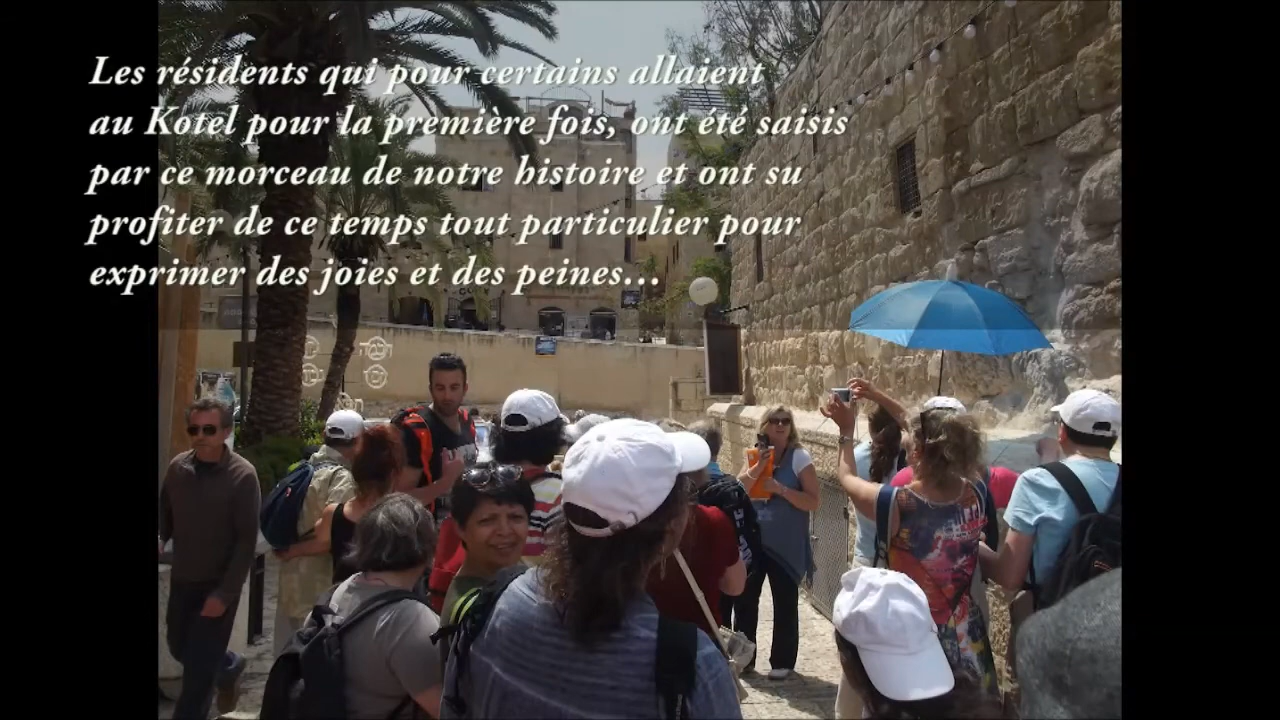 Les résidents qui pour certains allaient
au Kotel pour la première fois, ont été saisis
par ce morceau de notre histoire et ont su
profiter de ce temps tout particulier pour
exprimer des joies et des peines...